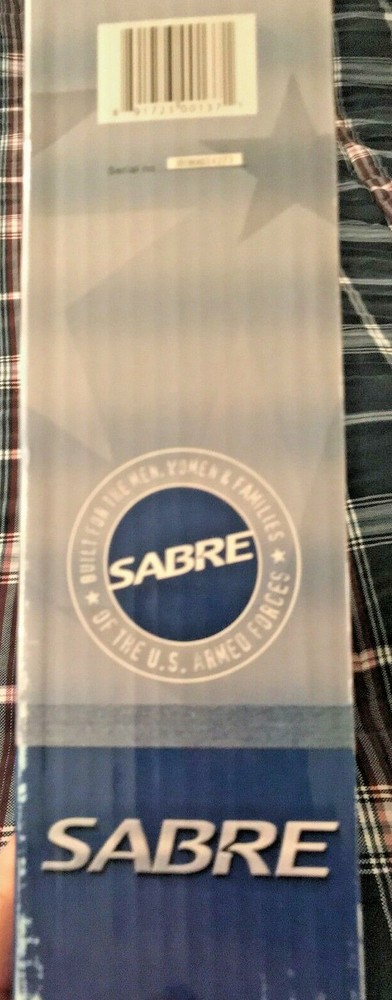 Serial no.
BUILT FOR THE MEN, WOMEN & FAMILIES
SABRE
OF THE U.S. ARMED FORCES
SABRE